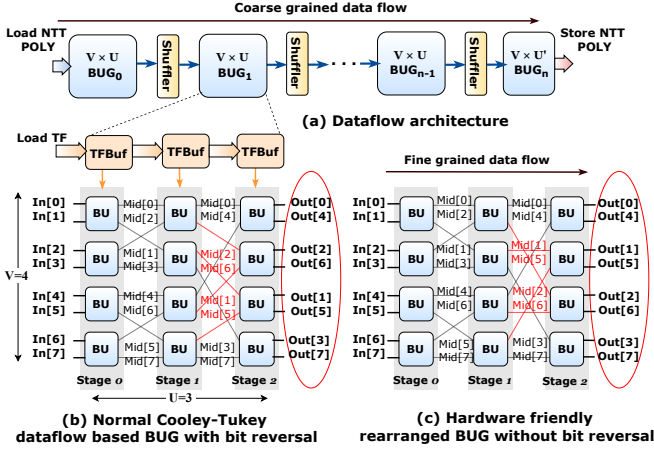 Coarse grained data flow
Load NTT
POLY
V × U
BUG0
Shuffler
V × U
BUG1
Shuffler
· · ·
V × U
BUGn-1
Shuffler
V × U'
BUGn
Store NTT
POLY
(a) Dataflow architecture
Load TF
TFBuf
TFBuf
TFBuf
Fine grained data flow
V=4
In[0]
In[1]
In[2]
In[3]
In[4]
In[5]
In[6]
In[7]
BU
BU
BU
BU
Mid[0]
Mid[2]
Mid[1]
Mid[3]
Mid[4]
Mid[6]
Mid[5]
Mid[7]
BU
BU
BU
BU
Mid[0]
Mid[4]
Mid[2]
Mid[6]
Mid[1]
Mid[5]
Mid[3]
Mid[7]
BU
BU
BU
BU
Out[0]
Out[4]
Out[2]
Out[6]
Out[1]
Out[5]
Out[3]
Out[7]
Stage 0
Stage 1
Stage 2
U=3
(b) Normal Cooley-Tukey
dataflow based BUG with bit reversal
In[0]
In[1]
In[2]
In[3]
In[4]
In[5]
In[6]
In[7]
BU
BU
BU
BU
Mid[0]
Mid[2]
Mid[1]
Mid[3]
Mid[4]
Mid[6]
Mid[5]
Mid[7]
BU
BU
BU
BU
Mid[0]
Mid[4]
Mid[1]
Mid[5]
Mid[2]
Mid[6]
Mid[3]
Mid[7]
BU
BU
BU
BU
Out[0]
Out[4]
Out[1]
Out[5]
Out[2]
Out[6]
Out[3]
Out[7]
Stage 0
Stage 1
Stage 2
(c) Hardware friendly
rearranged BUG without bit reversal